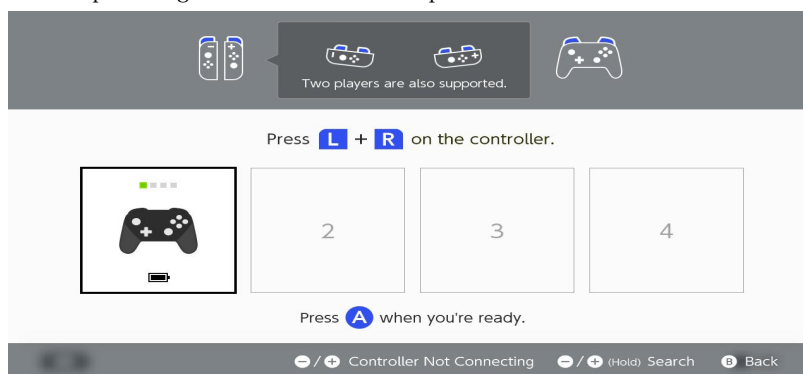 Two players are also supported.
Press L + R on the controller.
2
3
4
Press A when you're ready.
−/+ Controller Not Connecting −/+ (Hold) Search B Back